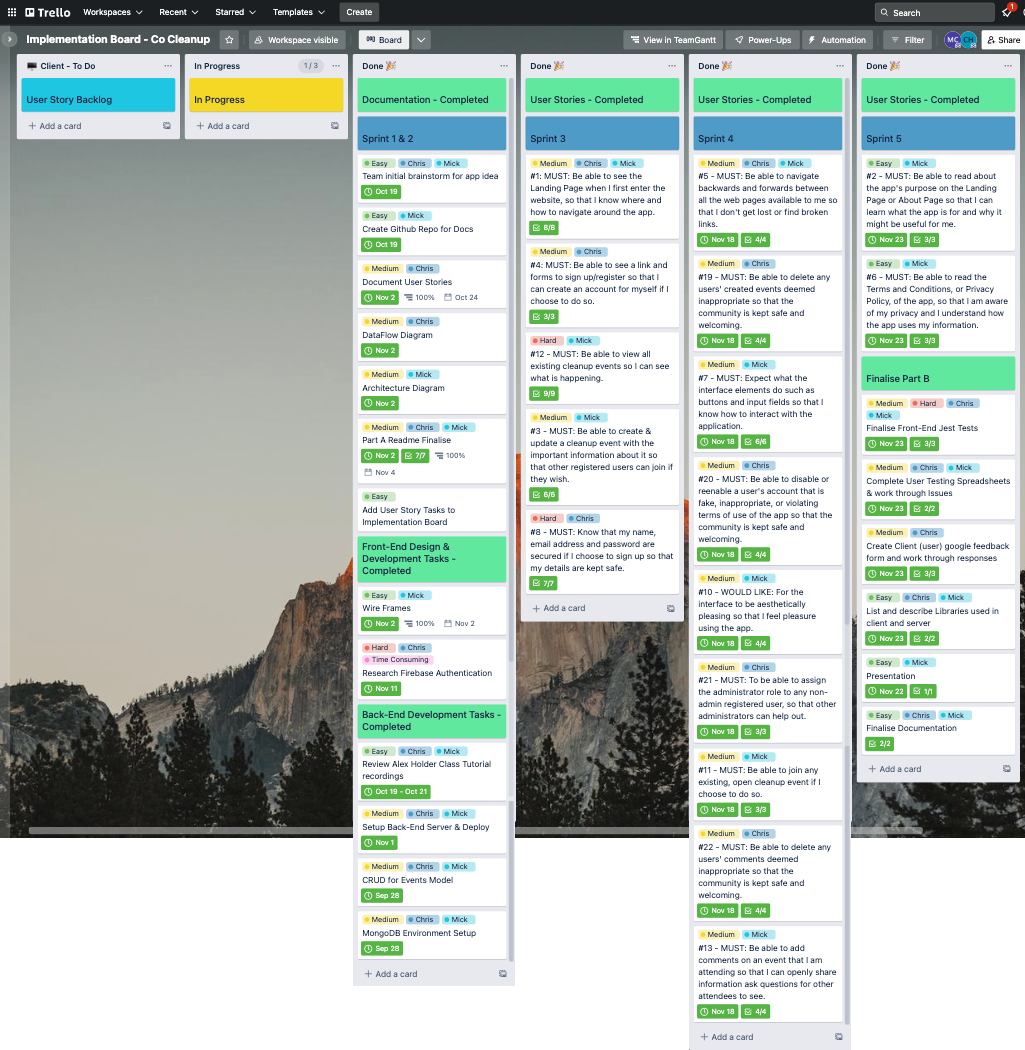 Trello
Workspaces
Recent
Starred
Templates
Create
Search
1
Implementation Board - Co Cleanup
Workspace visible
Board
View in TeamGantt
Power-Ups
Automation
Filter
MC
CH
Share
Client - To Do
User Story Backlog
+ Add a card
In Progress
1 / 3
In Progress
+ Add a card
Done
Documentation - Completed
Sprint 1 & 2
Easy Chris Mick
Team initial brainstorm for app idea
Oct 19
Easy Mick
Create Github Repo for Docs
Oct 19
Medium Chris
Document User Stories
Nov 2 100% Oct 24
Medium Chris
DataFlow Diagram
Nov 2
Medium Mick
Architecture Diagram
Nov 2
Medium Chris Mick
Part A Readme Finalise
Nov 2 7/7 100%
Nov 4
Easy
Add User Story Tasks to
Implementation Board
Front-End Design &
Development Tasks -
Completed
Easy Mick
Wire Frames
Nov 2 100% Nov 2
Hard Chris
Time Consuming
Research Firebase Authentication
Nov 11
Back-End Development Tasks -
Completed
Easy Chris Mick
Review Alex Holder Class Tutorial
recordings
Oct 19 - Oct 21
Medium Chris Mick
Setup Back-End Server & Deploy
Nov 1
Medium Chris Mick
CRUD for Events Model
Sep 28
Medium Chris Mick
MongoDB Environment Setup
Sep 28
+ Add a card
Done
User Stories - Completed
Sprint 3
Medium Chris Mick
#1: MUST: Be able to see the
Landing Page when I first enter the
website, so that I know where and
how to navigate around the app.
8/8
Medium Chris
#4: MUST: Be able to see a link and
forms to sign up/register so that I
can create an account for myself if I
choose to do so.
3/3
Hard Mick
#12 - MUST: Be able to view all
existing cleanup events so I can see
what is happening.
9/9
Medium Mick
#3 - MUST: Be able to create &
update a cleanup event with the
important information about it so
that other registered users can join if
they wish.
6/6
Hard Chris
#8 - MUST: Know that my name,
email address and password are
secured if I choose to sign up so that
my details are kept safe.
7/7
+ Add a card
Done
User Stories - Completed
Sprint 4
Medium Chris Mick
#5 - MUST: Be able to navigate
backwards and forwards between
all the web pages available to me so
that I don't get lost or find broken
links.
Nov 18 4/4
Medium Chris
#19 - MUST: Be able to delete any
users' created events deemed
inappropriate so that the
community is kept safe and
welcoming.
Nov 18 4/4
Medium Mick
#7 - MUST: Expect what the
interface elements do such as
buttons and input fields so that I
know how to interact with the
application.
Nov 18 6/6
Medium Chris
#20 - MUST: Be able to disable or
reenable a user's account that is
fake, inappropriate, or violating
terms of use of the app so that the
community is kept safe and
welcoming.
Nov 18 4/4
Medium Mick
#10 - WOULD LIKE: For the
interface to be aesthetically
pleasing so that I feel pleasure
using the app.
Nov 18 4/4
Medium Chris
#21 - MUST: To be able to assign
the administrator role to any non-
admin registered user, so that other
administrators can help out.
Nov 18 3/3
Medium Mick
#11 - MUST: Be able to join any
existing, open cleanup event if I
choose to do so.
Nov 18 3/3
Medium Chris
#22 - MUST: Be able to delete any
users' comments deemed
inappropriate so that the
community is kept safe and
welcoming.
Nov 18 4/4
Medium Mick
#13 - MUST: Be able to add
comments on an event that I am
attending so that I can openly share
information ask questions for other
attendees to see.
Nov 18 4/4
+ Add a card
Done
User Stories - Completed
Sprint 5
Easy Mick
#2 - MUST: Be able to read about
the app's purpose on the Landing
Page or About Page so that I can
learn what the app is for and why it
might be useful for me.
Nov 23 3/3
Easy Mick
#6 - MUST: Be able to read the
Terms and Conditions, or Privacy
Policy, of the app, so that I am aware
of my privacy and I understand how
the app uses my information.
Nov 23 3/3
Finalise Part B
Medium Hard Chris
Mick
Finalise Front-End Jest Tests
Nov 23 3/3
Medium Chris Mick
Complete User Testing Spreadsheets
& work through Issues
Nov 23 2/2
Medium Chris
Create Client (user) google feedback
form and work through responses
Nov 23 3/3
Easy Chris Mick
List and describe Libraries used in
client and server
Nov 23 2/2
Easy Mick
Presentation
Nov 22 1/1
Easy Chris Mick
Finalise Documentation
2/2
+ Add a card